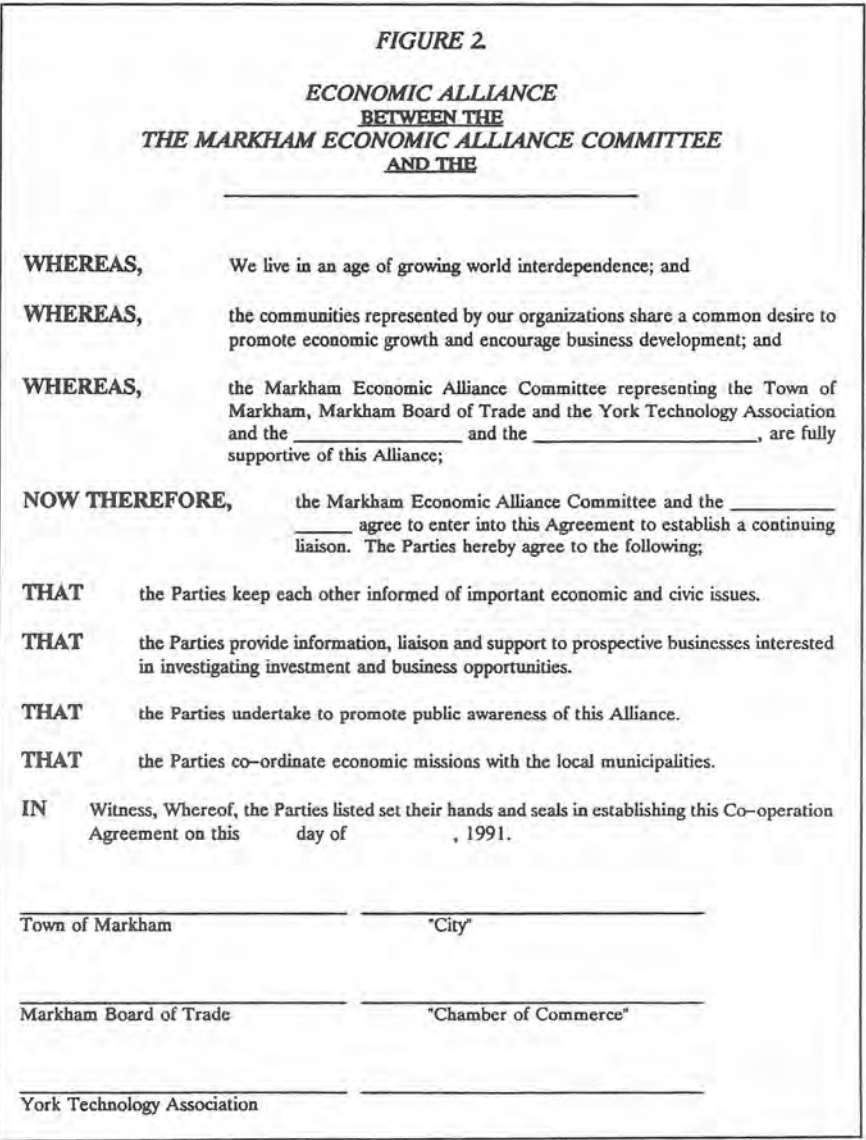 FIGURE 2
ECONOMIC ALLIANCE
BETWEEN THE
THE MARKHAM ECONOMIC ALLIANCE COMMITTEE
AND THE
WHEREAS, We live in an age of growing world interdependence; and
WHEREAS, the communities represented by our organizations share a common desire to
promote economic growth and encourage business development; and
WHEREAS, the Markham Economic Alliance Committee representing the Town of
Markham, Markham Board of Trade and the York Technology Association
and the ________________ and the ______________________, are fully
supportive of this Alliance;
NOW THEREFORE, the Markham Economic Alliance Committee and the __________
_____ agree to enter into this Agreement to establish a continuing
liaison. The Parties hereby agree to the following;
THAT the Parties keep each other informed of important economic and civic issues.
THAT the Parties provide information, liaison and support to prospective businesses interested
in investigating investment and business opportunities.
THAT the Parties undertake to promote public awareness of this Alliance.
THAT the Parties co-ordinate economic missions with the local municipalities.
IN Witness, Whereof, the Parties listed set their hands and seals in establishing this Co-operation
Agreement on this day of , 1991.
Town of Markham "City"
Markham Board of Trade "Chamber of Commerce"
York Technology Association